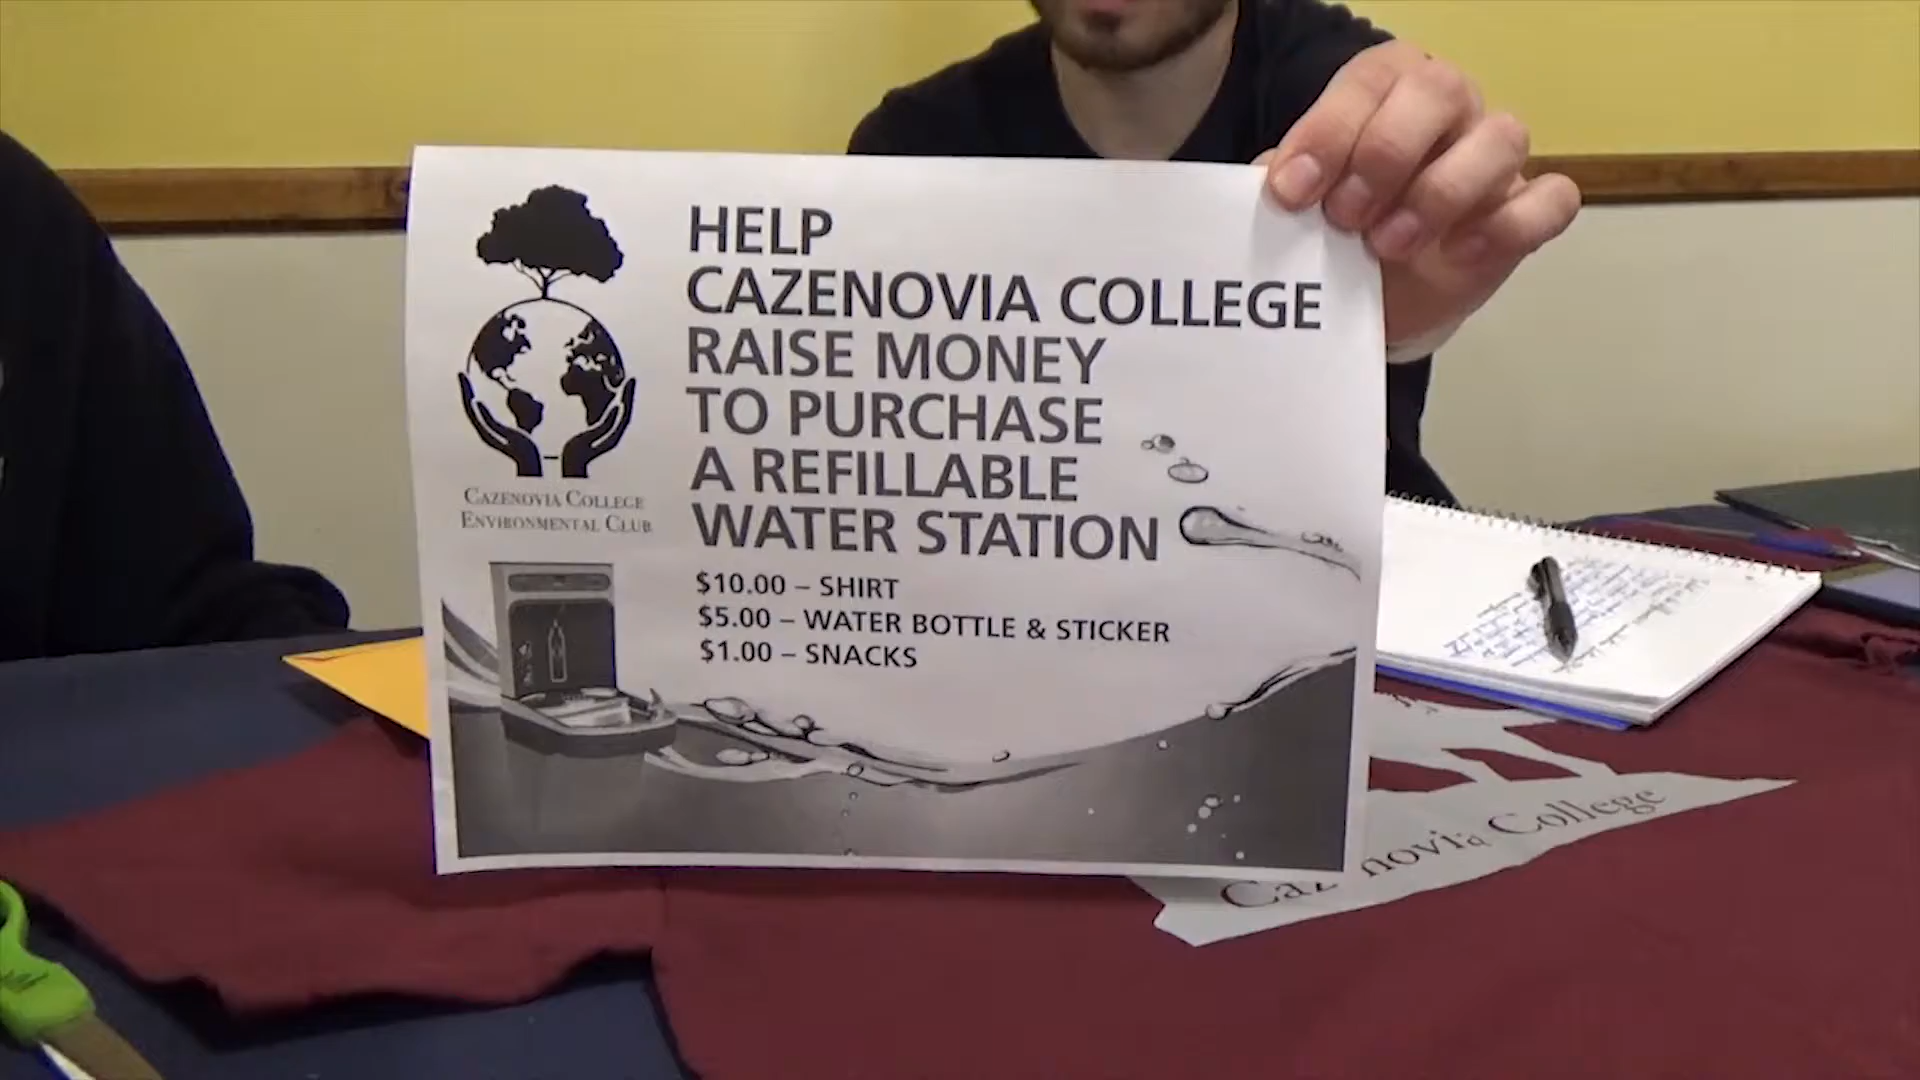 HELP
CAZENOVIA COLLEGE
RAISE MONEY
TO PURCHASE
A REFILLABLE
WATER STATION
$10.00 – SHIRT
$5.00 – WATER BOTTLE & STICKER
$1.00 – SNACKS
CAZENOVIA COLLEGE
ENVIRONMENTAL CLUB
Cazenovia College